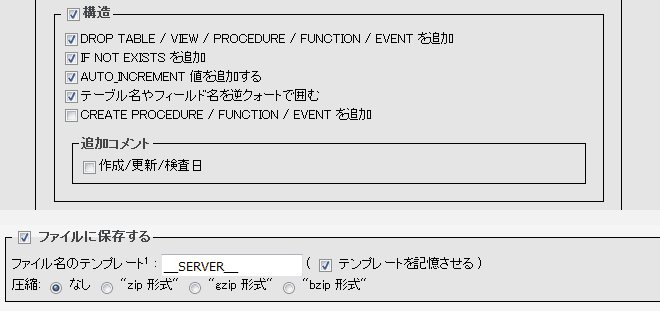 構造
DROP TABLE / VIEW / PROCEDURE / FUNCTION / EVENT を追加
IF NOT EXISTS を追加
AUTO_INCREMENT 値を追加する
テーブル名やフィールド名を逆クォートで囲む
CREATE PROCEDURE / FUNCTION / EVENT を追加
追加コメント
作成/更新/検査日
ファイルに保存する
ファイル名のテンプレート1 : __SERVER__ ( テンプレートを記憶させる )
圧縮: なし "zip 形式" "gzip 形式" "bzip 形式"